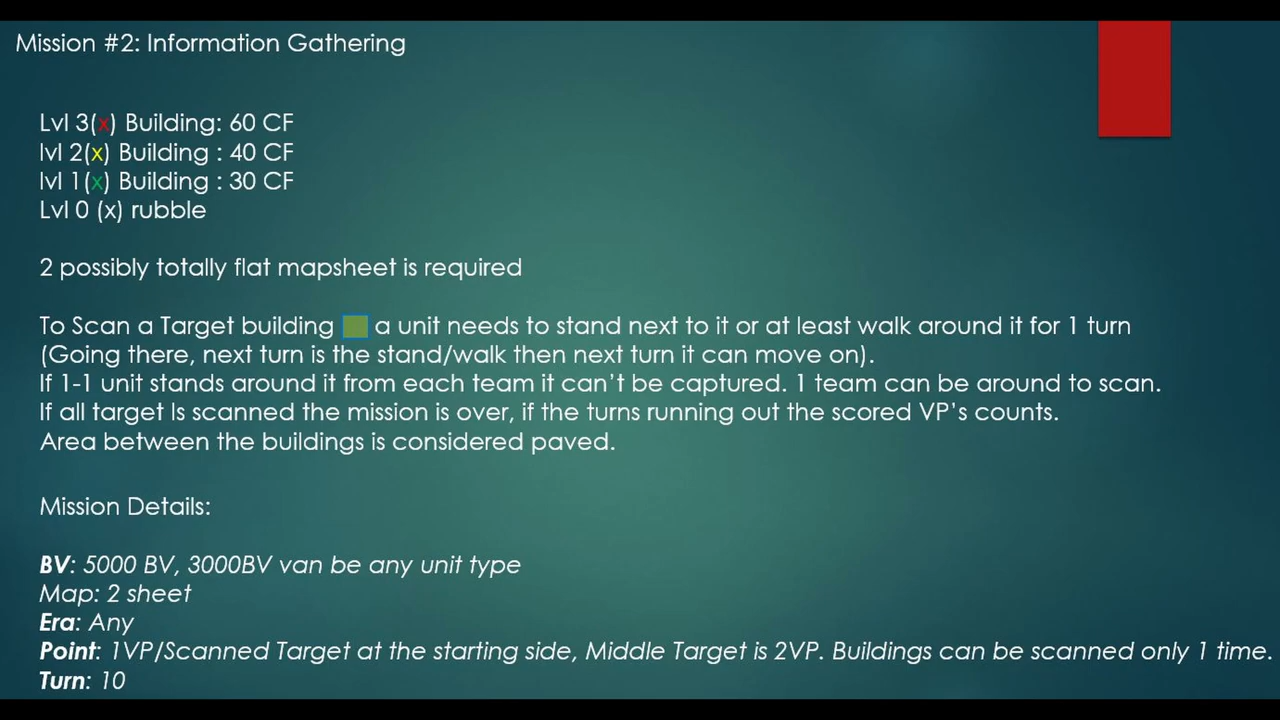 Mission #2: Information Gathering
Lvl 3(x) Building: 60 CF
lvl 2(x) Building : 40 CF
lvl 1(x) Building : 30 CF
Lvl 0 (x) rubble
2 possibly totally flat mapsheet is required
To Scan a Target building a unit needs to stand next to it or at least walk around it for 1 turn
(Going there, next turn is the stand/walk then next turn it can move on).
If 1-1 unit stands around it from each team it can’t be captured. 1 team can be around to scan.
If all target Is scanned the mission is over, if the turns running out the scored VP’s counts.
Area between the buildings is considered paved.
Mission Details:
BV: 5000 BV, 3000BV van be any unit type
Map: 2 sheet
Era: Any
Point: 1VP/Scanned Target at the starting side, Middle Target is 2VP. Buildings can be scanned only 1 time.
Turn: 10